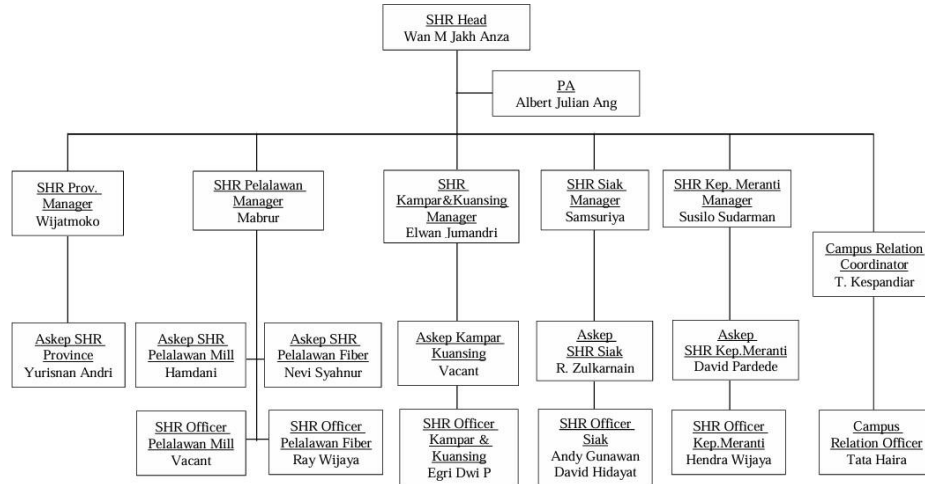 SHR Head
Wan M Jakh Anza
PA
Albert Julian Ang
SHR Prov.
Manager
Wijatmoko
SHR Pelalawan
Manager
Mabrur
SHR
Kampar&Kuansing
Manager
Elwan Jumandri
SHR Siak
Manager
Samsuriya
SHR Kep. Meranti
Manager
Susilo Sudarman
Campus Relation
Coordinator
T. Kespandiar
Askep SHR
Province
Yurisnan Andri
Askep SHR
Pelalawan Mill
Hamdani
Askep SHR
Pelalawan Fiber
Nevi Syahnur
Askep Kampar
Kuansing
Vacant
Askep
SHR Siak
R. Zulkarnain
Askep
SHR Kep.Meranti
David Pardede
SHR Officer
Pelalawan Mill
Vacant
SHR Officer
Pelalawan Fiber
Ray Wijaya
SHR Officer
Kampar &
Kuansing
Egri Dwi P
SHR Officer
Siak
Andy Gunawan
David Hidayat
SHR Officer
Kep.Meranti
Hendra Wijaya
Campus
Relation Officer
Tata Haira